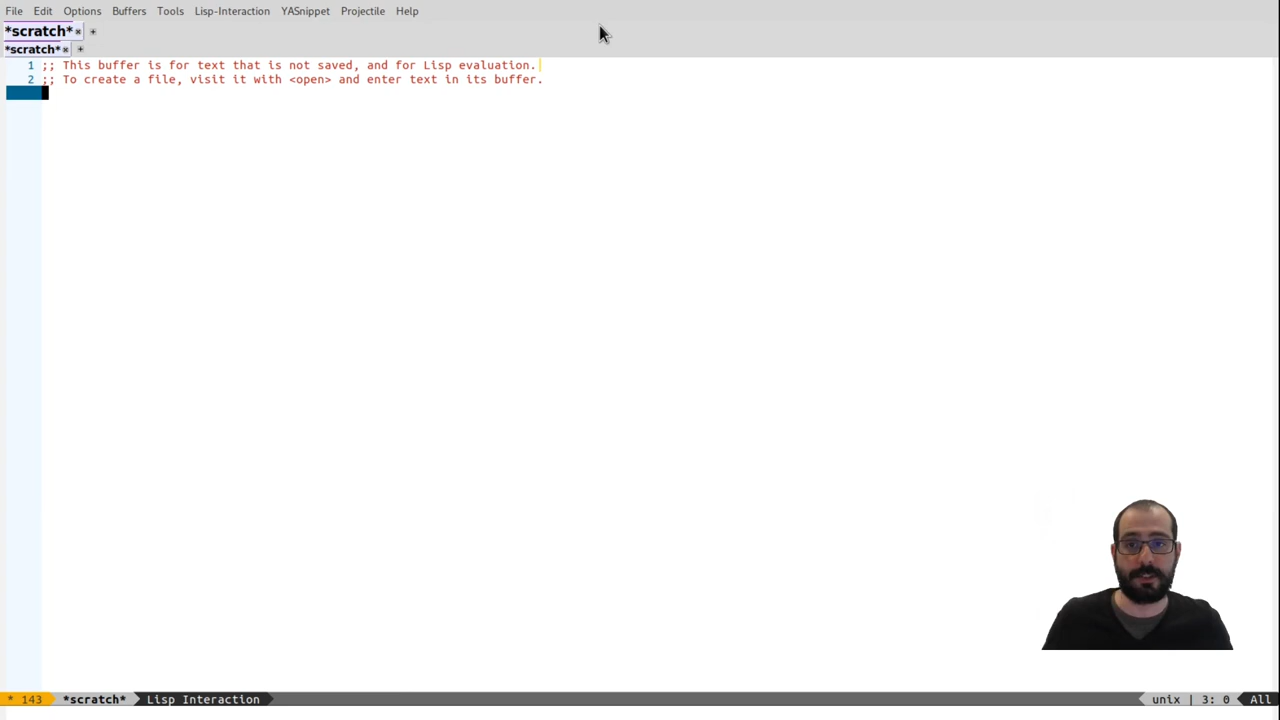 File Edit Options Buffers Tools Lisp-Interaction YASnippet Projectile Help
*scratch*× +
*scratch*× +
1 ;; This buffer is for text that is not saved, and for Lisp evaluation.
2 ;; To create a file, visit it with <open> and enter text in its buffer.
* 143 *scratch* Lisp Interaction unix | 3: 0 All